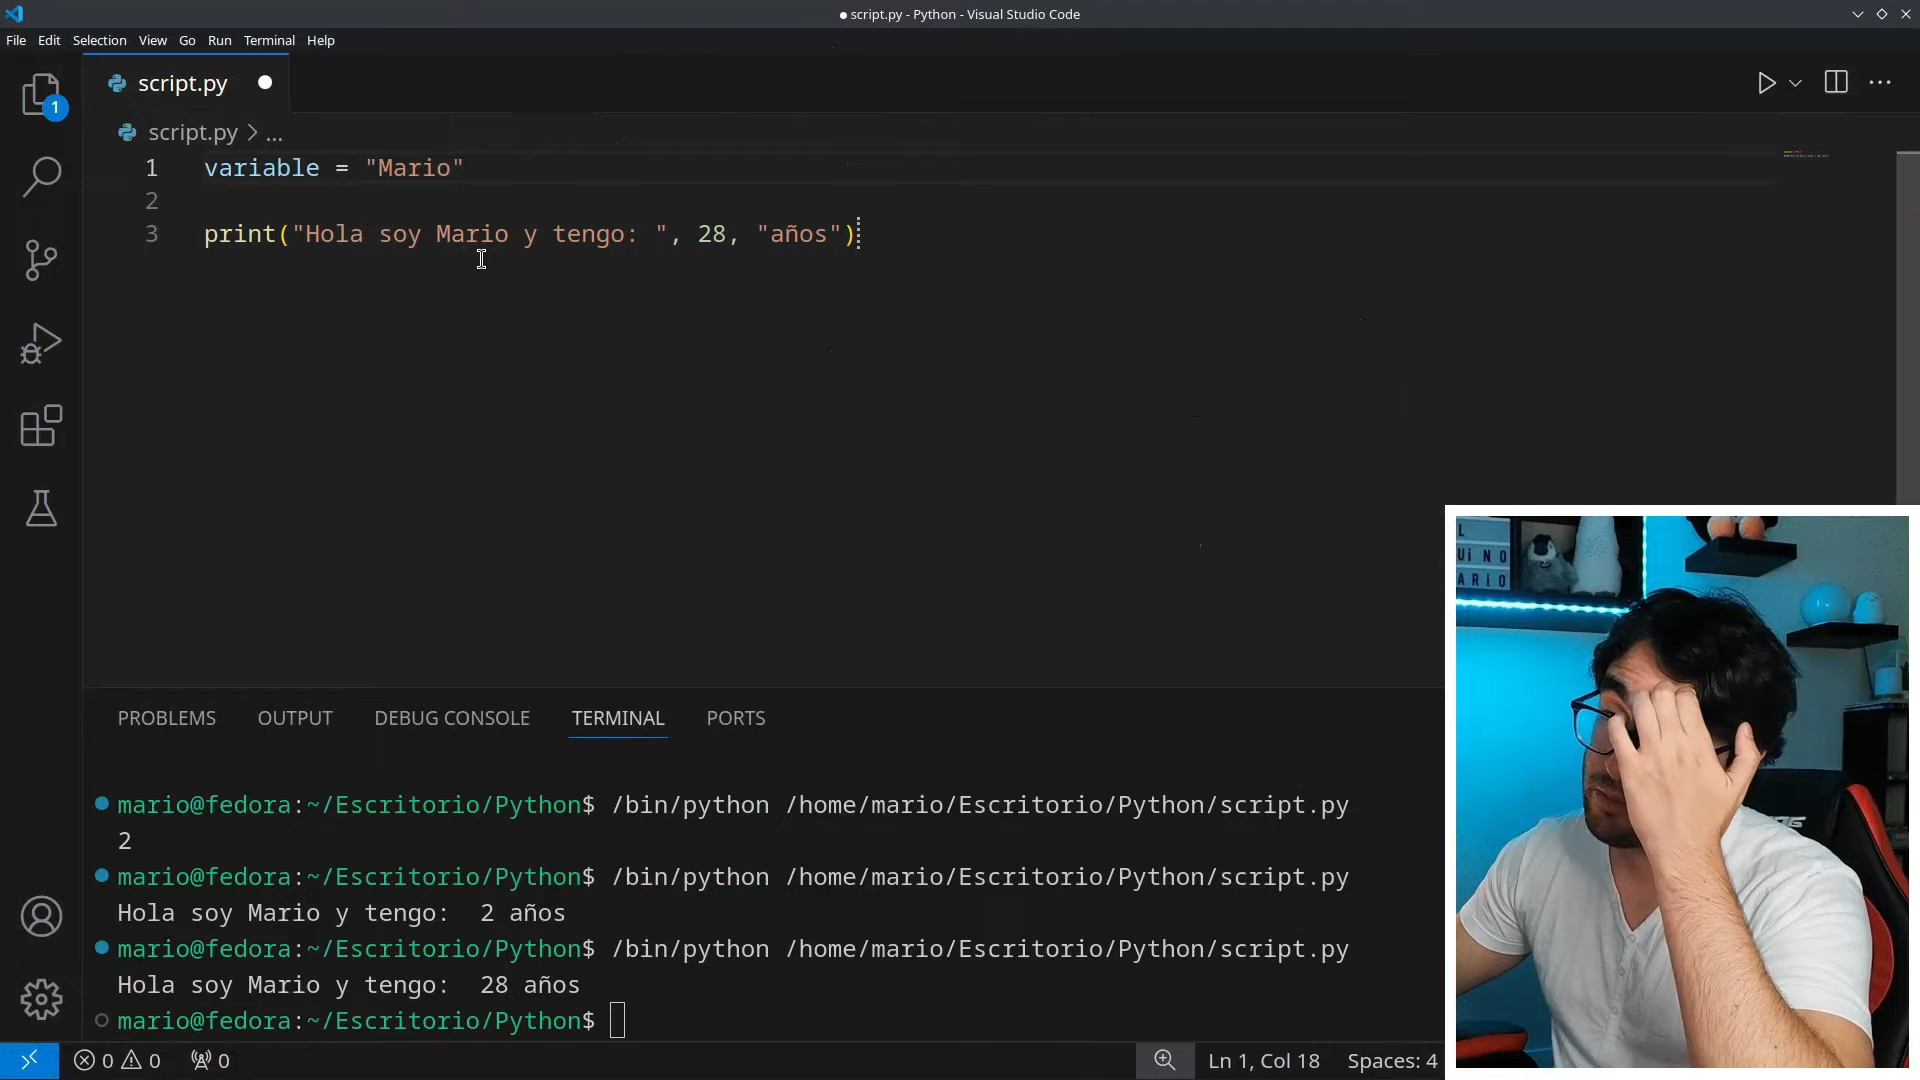 ● script.py - Python - Visual Studio Code
File Edit Selection View Go Run Terminal Help
script.py
script.py > ...
1 variable = "Mario"
2
3 print("Hola soy Mario y tengo: ", 28, "años")
1
PROBLEMS OUTPUT DEBUG CONSOLE TERMINAL PORTS
mario@fedora:~/Escritorio/Python$ /bin/python /home/mario/Escritorio/Python/script.py
2
mario@fedora:~/Escritorio/Python$ /bin/python /home/mario/Escritorio/Python/script.py
Hola soy Mario y tengo:  2 años
mario@fedora:~/Escritorio/Python$ /bin/python /home/mario/Escritorio/Python/script.py
Hola soy Mario y tengo:  28 años
mario@fedora:~/Escritorio/Python$
0 0 0
Ln 1, Col 18 Spaces: 4
L
UiNO
ARiO